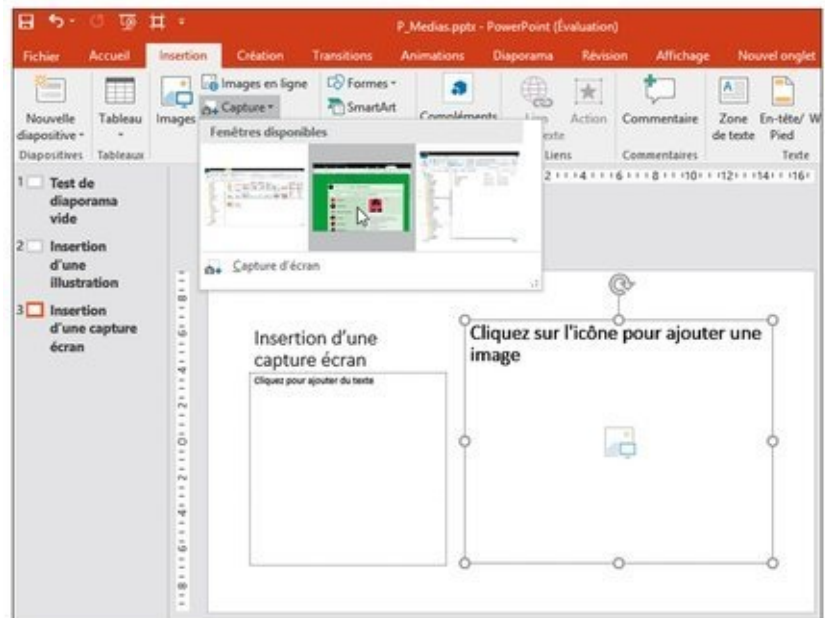 P_Medias.pptx - PowerPoint (Évaluation)
Fichier Accueil Insertion Création Transitions Animations Diaporama Révision Affichage Nouvel onglet
Images en ligne Formes
Capture SmartArt
Nouvelle diapositive Tableau Images Compléments Lien Action Commentaire Zone de texte En-tête/ Pied W
Diapositives Tableaux Liens Commentaires Texte
Fenêtres disponibles
Capture d'écran
1 Test de
diaporama
vide
2 Insertion
d'une
illustration
3 Insertion
d'une capture
écran
Insertion d'une
capture écran
Cliquez pour ajouter du texte
Cliquez sur l'icône pour ajouter une
image